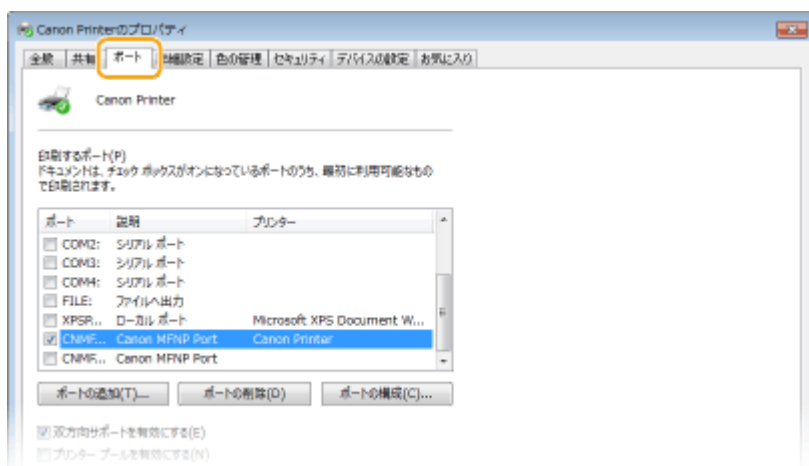 Canon Printerのプロパティ
全般 共有 ポート 詳細設定 色の管理 セキュリティ デバイスの設定 お気に入り
Canon Printer
印刷するポート(P)
ドキュメントは、チェック ボックスがオンになっているポートのうち、最初に利用可能なもの
で印刷されます。
ポート 説明 プリンター
COM2: シリアル ポート
COM3: シリアル ポート
COM4: シリアル ポート
FILE: ファイルへ出力
XPSR... ローカル ポート Microsoft XPS Document W...
CNMF... Canon MFNP Port Canon Printer
CNMF... Canon MFNP Port
ポートの追加(T)... ポートの削除(D) ポートの構成(C)...
双方向サポートを有効にする(E)
プリンター プールを有効にする(N)